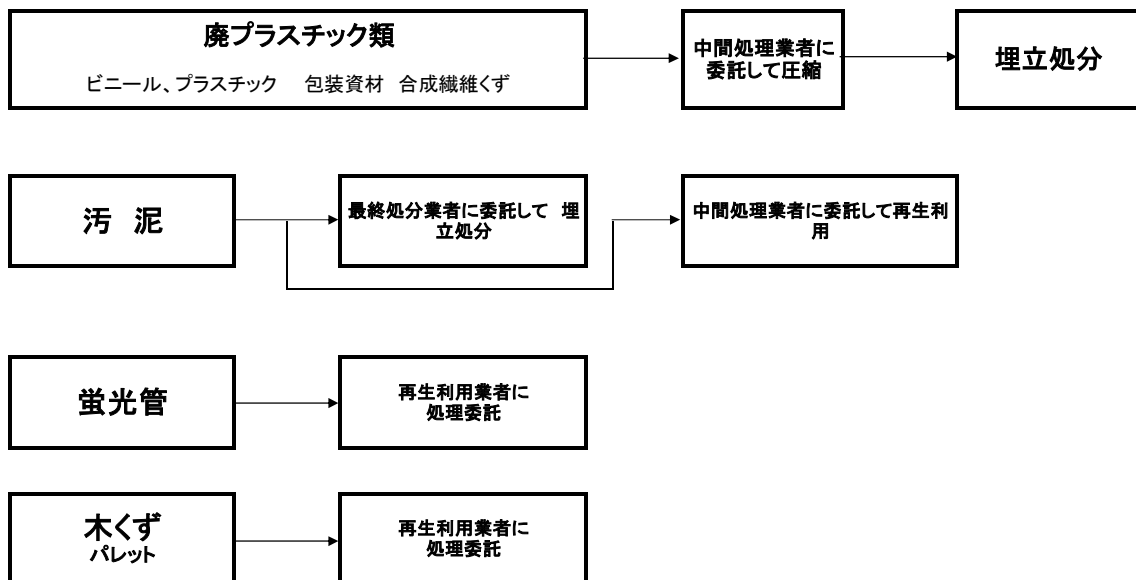 廃プラスチック類
ビニール、プラスチック　包装資材　合成繊維くず
中間処理業者に
委託して圧縮
埋立処分
汚　泥
最終処分業者に委託して　埋
立処分
中間処理業者に委託して再生利
用
蛍光管
再生利用業者に
処理委託
木くず
パレット
再生利用業者に
処理委託